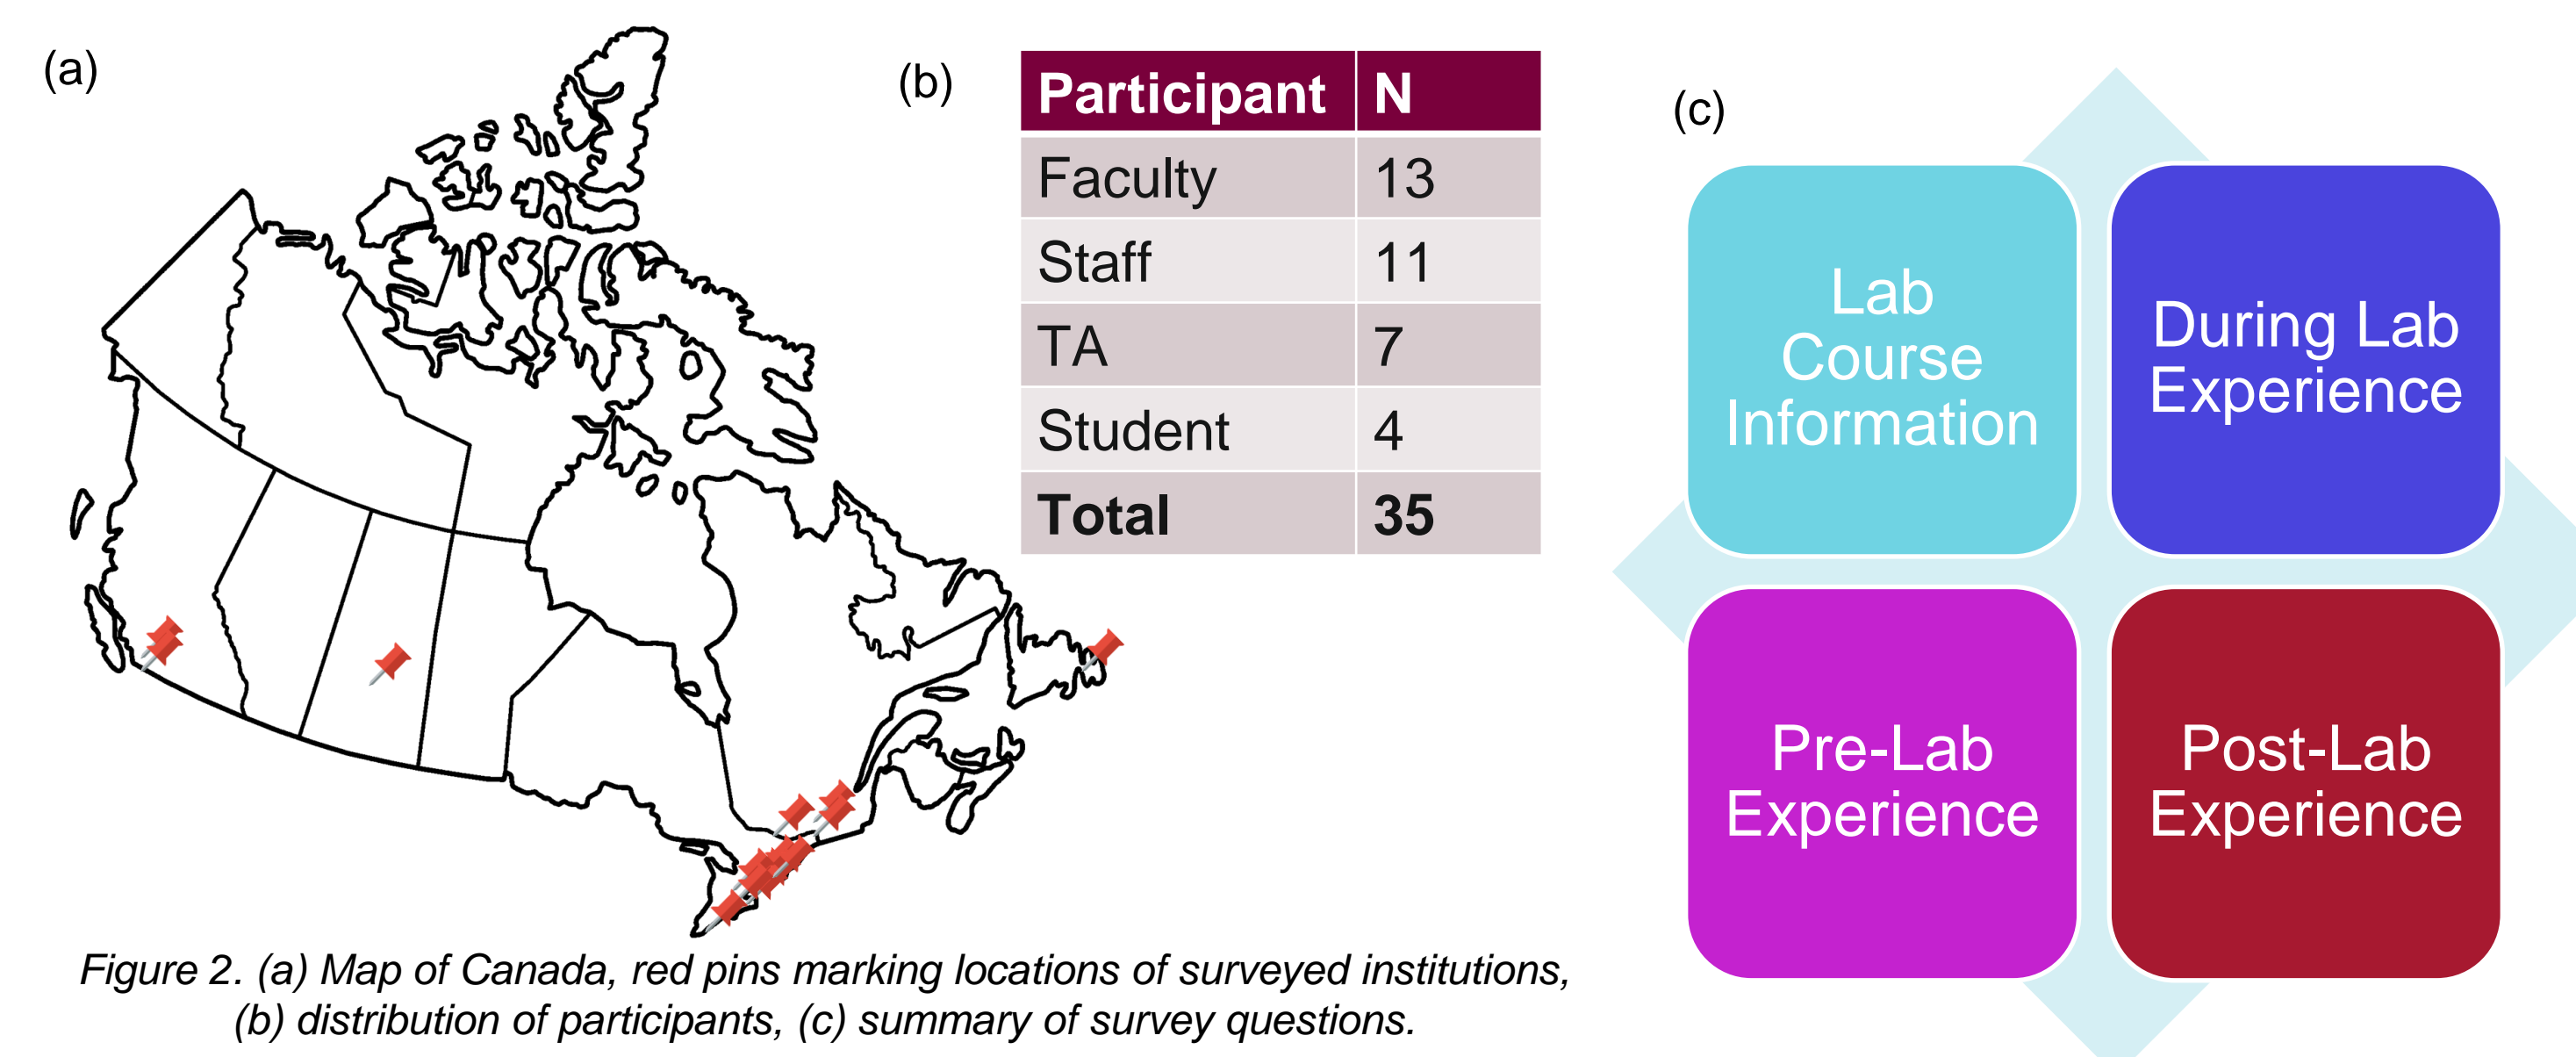 (a)
(b)
Participant N
Faculty 13
Staff 11
TA 7
Student 4
Total 35
(c)
Lab
Course
Information
During Lab
Experience
Pre-Lab
Experience
Post-Lab
Experience
Figure 2. (a) Map of Canada, red pins marking locations of surveyed institutions,
(b) distribution of participants, (c) summary of survey questions.